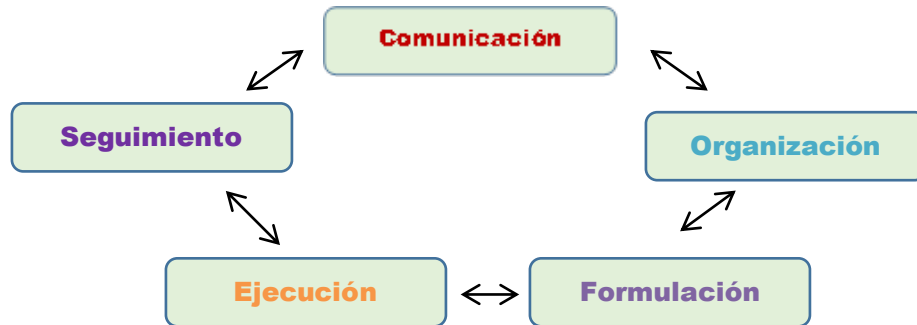 Comunicación
Seguimiento
Organización
Ejecución
Formulación